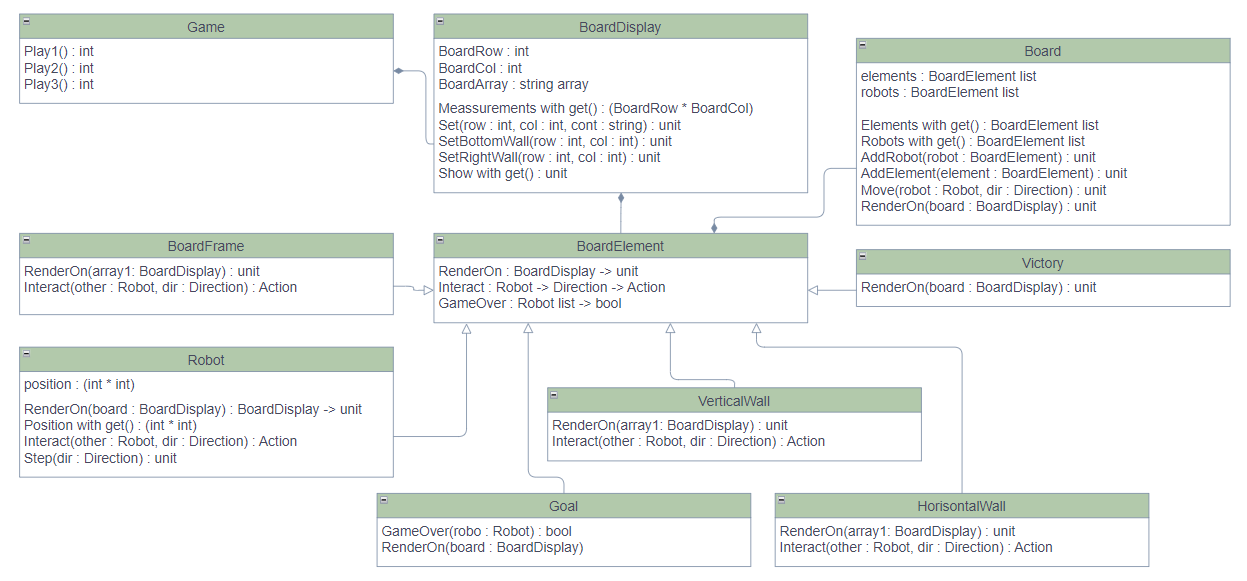 Game
Play1() : int
Play2() : int
Play3() : int
BoardDisplay
BoardRow : int
BoardCol : int
BoardArray : string array
Meassurements with get() : (BoardRow * BoardCol)
Set(row : int, col : int, cont : string) : unit
SetBottomWall(row : int, col : int) : unit
SetRightWall(row : int, col : int) : unit
Show with get() : unit
Board
elements : BoardElement list
robots : BoardElement list
Elements with get() : BoardElement list
Robots with get() : BoardElement list
AddRobot(robot : BoardElement) : unit
AddElement(element : BoardElement) : unit
Move(robot : Robot, dir : Direction) : unit
RenderOn(board : BoardDisplay) : unit
BoardFrame
RenderOn(array1: BoardDisplay) : unit
Interact(other : Robot, dir : Direction) : Action
BoardElement
RenderOn : BoardDisplay -> unit
Interact : Robot -> Direction -> Action
GameOver : Robot list -> bool
Victory
RenderOn(board : BoardDisplay) : unit
Robot
position : (int * int)
RenderOn(board : BoardDisplay) : BoardDisplay -> unit
Position with get() : (int * int)
Interact(other : Robot, dir : Direction) : Action
Step(dir : Direction) : unit
VerticalWall
RenderOn(array1: BoardDisplay) : unit
Interact(other : Robot, dir : Direction) : Action
Goal
GameOver(robo : Robot) : bool
RenderOn(board : BoardDisplay)
HorisontalWall
RenderOn(array1: BoardDisplay) : unit
Interact(other : Robot, dir : Direction) : Action